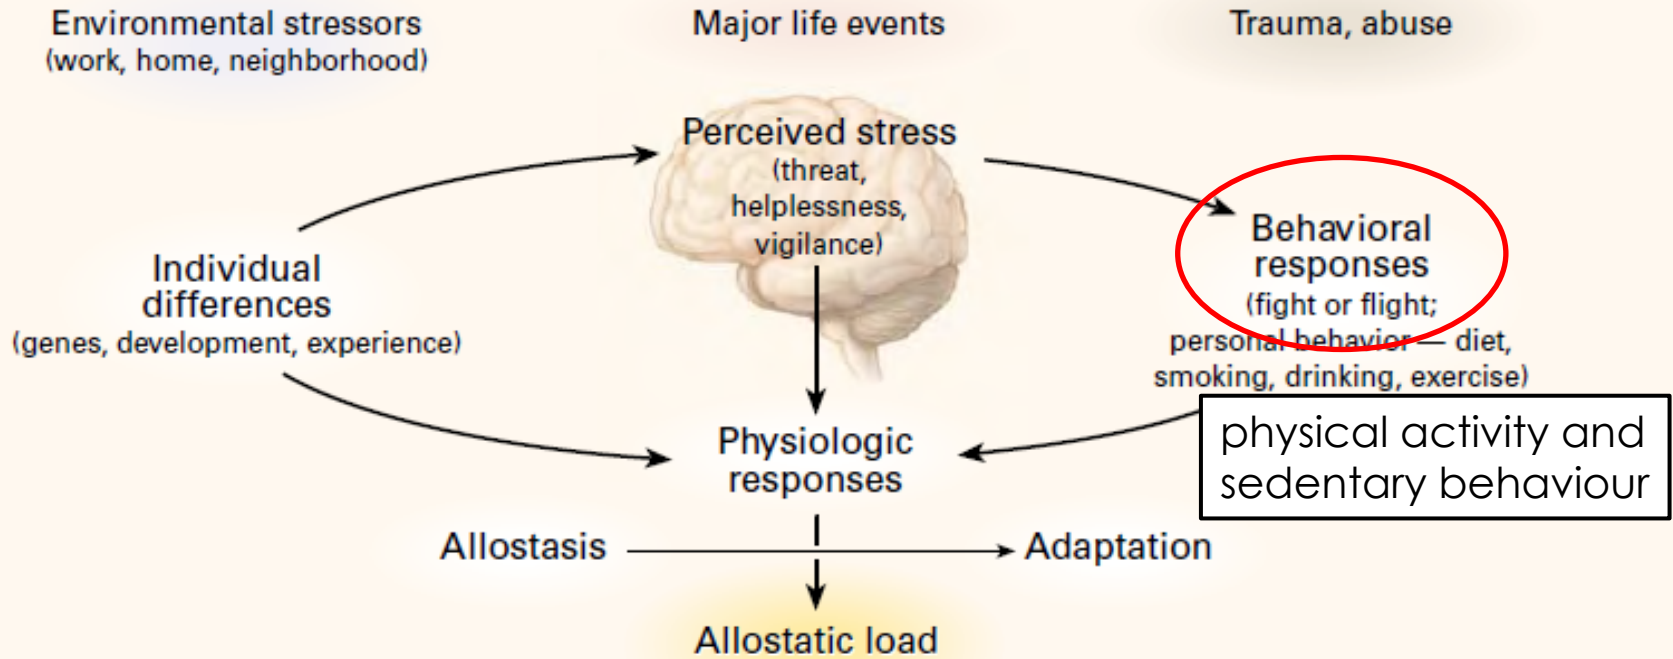 Environmental stressors
(work, home, neighborhood)
Major life events
Trauma, abuse
Perceived stress
(threat,
helplessness,
vigilance)
Individual
differences
(genes, development, experience)
Behavioral
responses
(fight or flight;
personal behavior — diet,
smoking, drinking, exercise)
physical activity and
sedentary behaviour
Physiologic
responses
Allostasis
Adaptation
Allostatic load